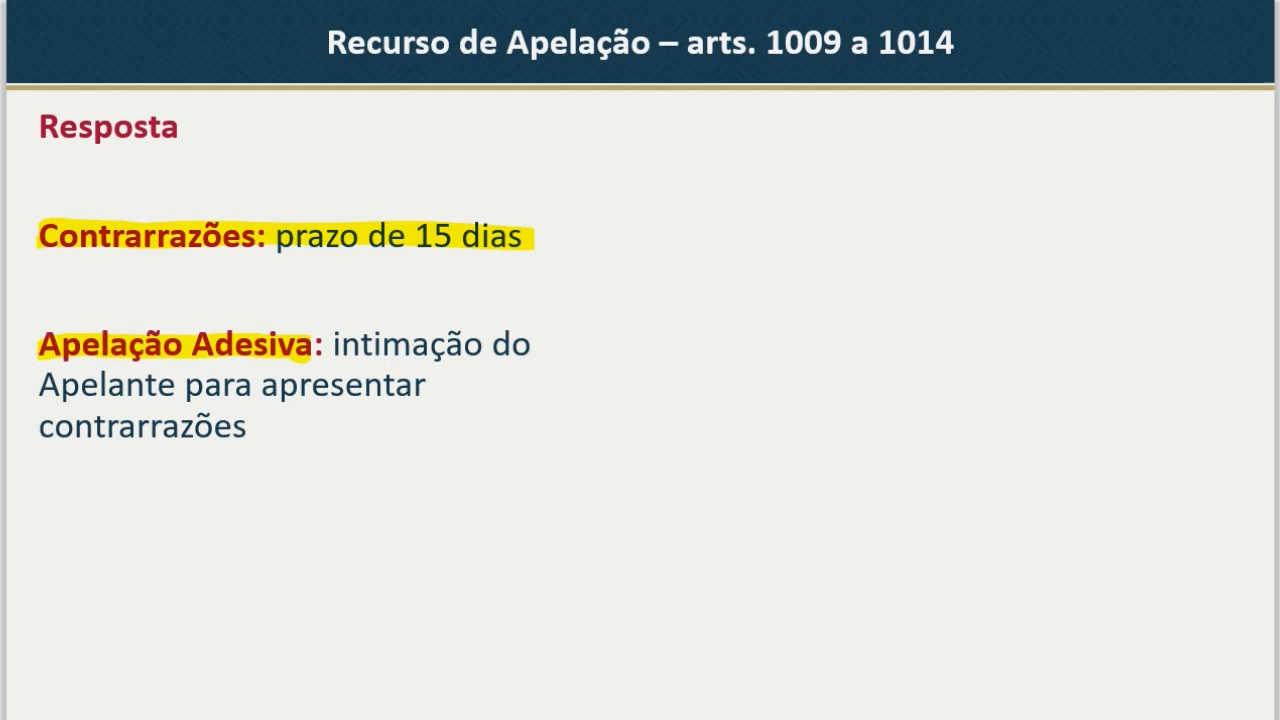 Recurso de Apelação – arts. 1009 a 1014
Resposta
Contrarrazões: prazo de 15 dias
Apelação Adesiva: intimação do
Apelante para apresentar
contrarrazões